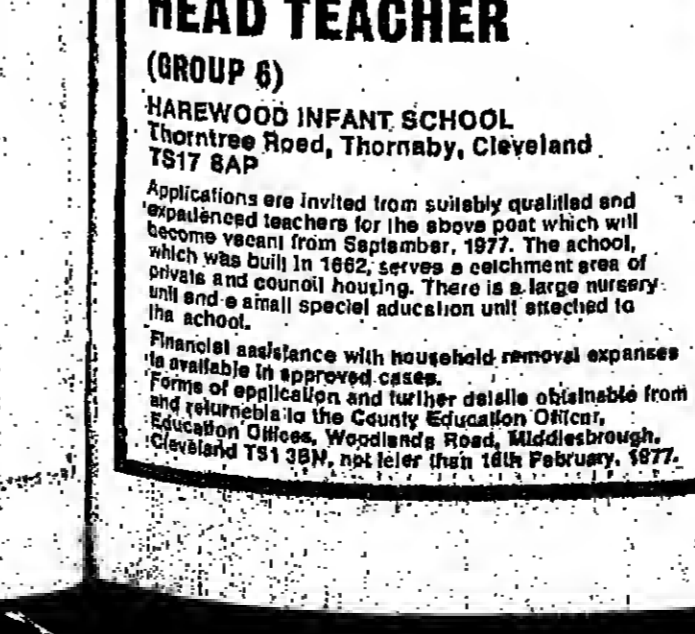 HEAD TEACHER
(GROUP 6)
HAREWOOD INFANT SCHOOL
Thorntree Road, Thornaby, Cleveland
TS17 8AP
Applications are invited from suitably qualified and
experienced teachers for the above post which will
become vacant from September, 1977. The school,
which was built in 1962, serves a catchment area of
private and council housing. There is a large nursery
unit and a small special education unit attached to
the school.
Financial assistance with household removal expanses
is available in approved cases.
Forms of application and further details obtainable from
and returnable to the County Education Officer,
Education Offices, Woodlands Road, Middlesbrough,
Cleveland TS1 3BN, not later than 16th February, 1977.